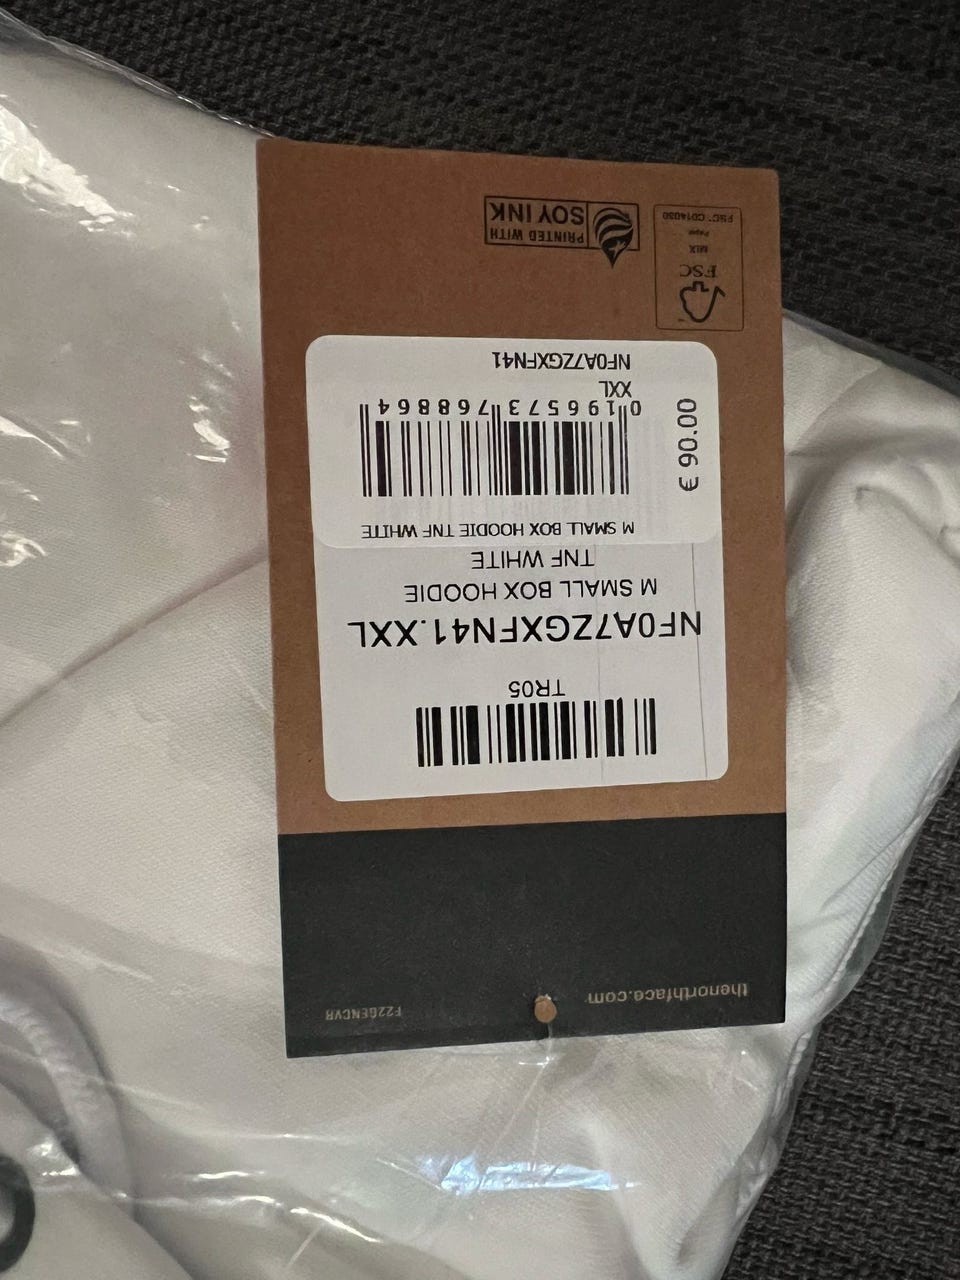 thenorthface.com
F22GENCVR
TR05
NF0A7ZGXFN41.XXL
M SMALL BOX HOODIE
TNF WHITE
M SMALL BOX HOODIE TNF WHITE
0 196573 768864
XXL
NF0A7ZGXFN41
€ 90.00
FSC
MIX
Paper
FSC™ C014030
PRINTED WITH
SOY INK